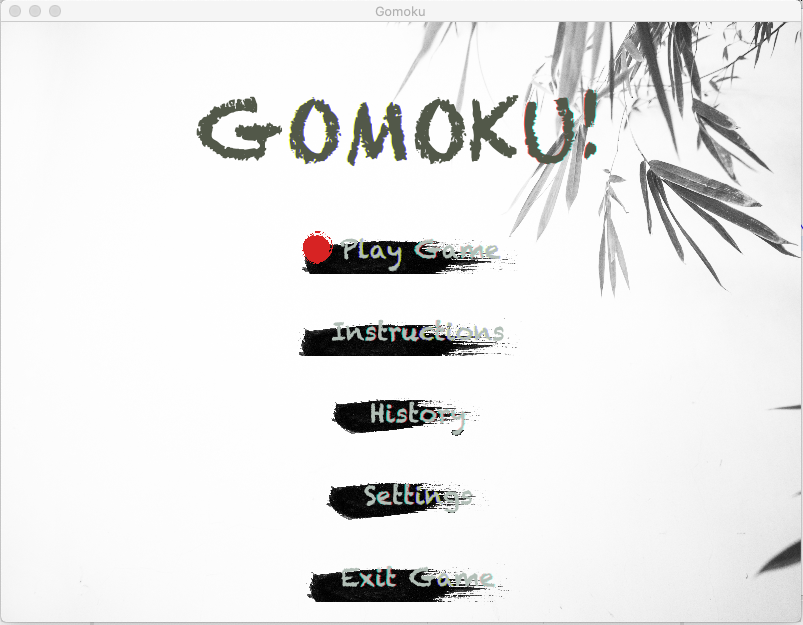 Gomoku
GOMOKU!
Play Game
Instructions
History
Settings
Exit Game